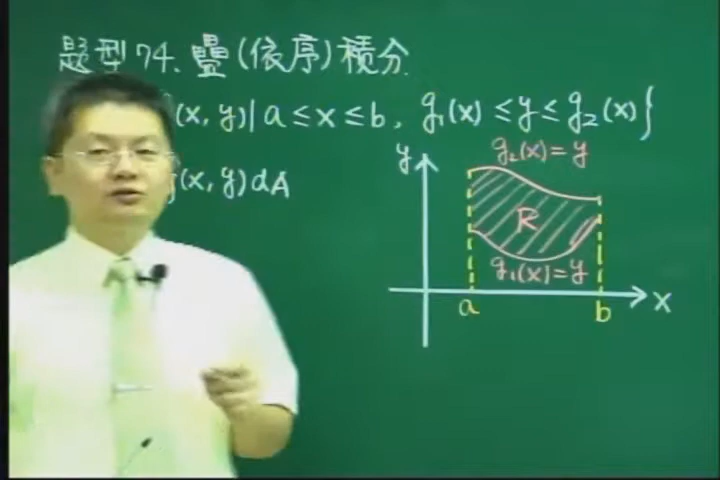 題型74. 疊(依序)積分
(x, y) | a ≤ x ≤ b, g₁(x) ≤ y ≤ g₂(x)}
(x, y) dA
y
g₂(x) = y
R
g₁(x) = y
x
a
b